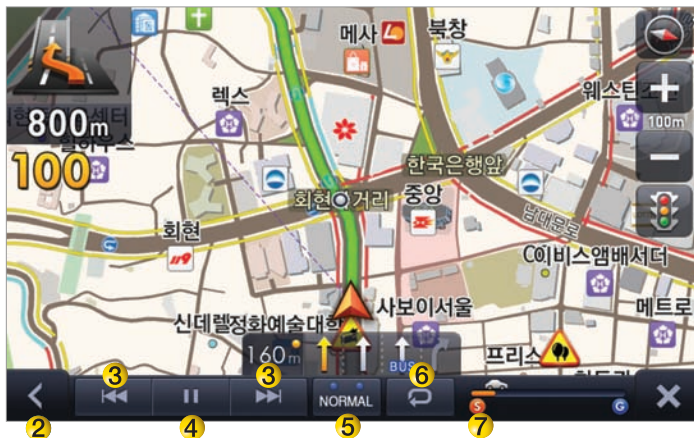 메사
북창
렉스
웨스틴
800m
100
100m
한국은행앞
회현
거리
중앙
남대문로
회현
119
이비스앰배서더
사보이서울
메트로
신데렐
정화예술대학
160m
BUS
프리스
③
③
⑥
NORMAL
S
G
②
④
⑤
⑦